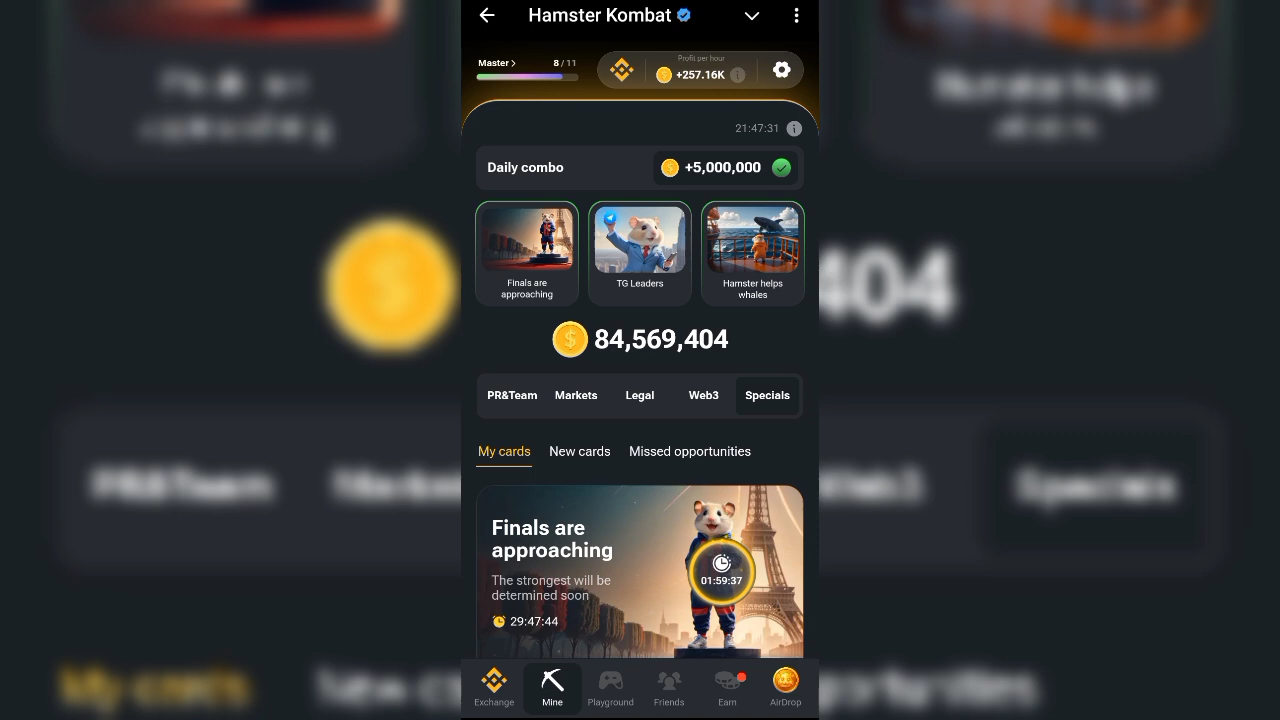 Hamster Kombat
Master >
8 / 11
Profit per hour
+257.16K
21:47:31
Daily combo
+5,000,000
Finals are
approaching
TG Leaders
Hamster helps
whales
84,569,404
PR&Team
Markets
Legal
Web3
Specials
My cards
New cards
Missed opportunities
Finals are
approaching
The strongest will be
determined soon
29:47:44
01:59:37
Exchange
Mine
Playground
Friends
Earn
AirDrop